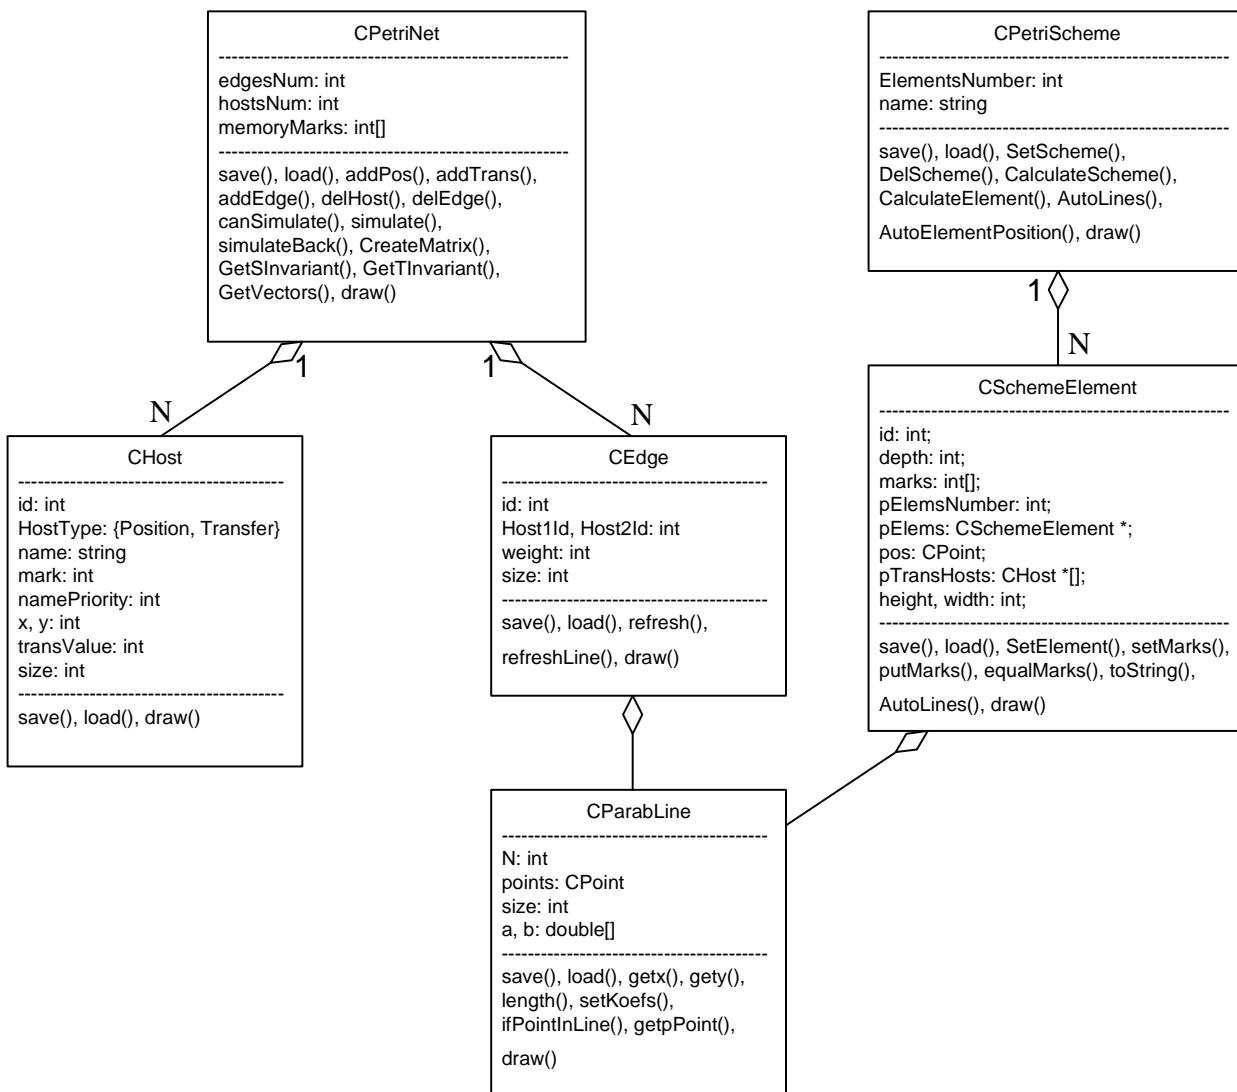 CPetriNet
------------------------------------------------------
edgesNum: int
hostsNum: int
memoryMarks: int[]
------------------------------------------------------
save(), load(), addPos(), addTrans(),
addEdge(), delHost(), delEdge(),
canSimulate(), simulate(),
simulateBack(), CreateMatrix(),
GetSInvariant(), GetTInvariant(),
GetVectors(), draw()
CPetriScheme
------------------------------------------------------
ElementsNumber: int
name: string
------------------------------------------------------
save(), load(), SetScheme(),
DelScheme(), CalculateScheme(),
CalculateElement(), AutoLines(),
AutoElementPosition(), draw()
1
N
1
N
1
N
CHost
-----------------------------------------
id: int
HostType: {Position, Transfer}
name: string
mark: int
namePriority: int
x, y: int
transValue: int
size: int
-----------------------------------------
save(), load(), draw()
CEdge
-----------------------------------------
id: int
Host1Id, Host2Id: int
weight: int
size: int
-----------------------------------------
save(), load(), refresh(),
refreshLine(), draw()
CSchemeElement
------------------------------------------------------
id: int;
depth: int;
marks: int[];
pElemsNumber: int;
pElems: CSchemeElement *;
pos: CPoint;
pTransHosts: CHost *[];
height, width: int;
------------------------------------------------------
save(), load(), SetElement(), setMarks(),
putMarks(), equalMarks(), toString(),
AutoLines(), draw()
CParabLine
-----------------------------------------
N: int
points: CPoint
size: int
a, b: double[]
-----------------------------------------
save(), load(), getx(), gety(),
length(), setKoefs(),
ifPointInLine(), getpPoint(),
draw()